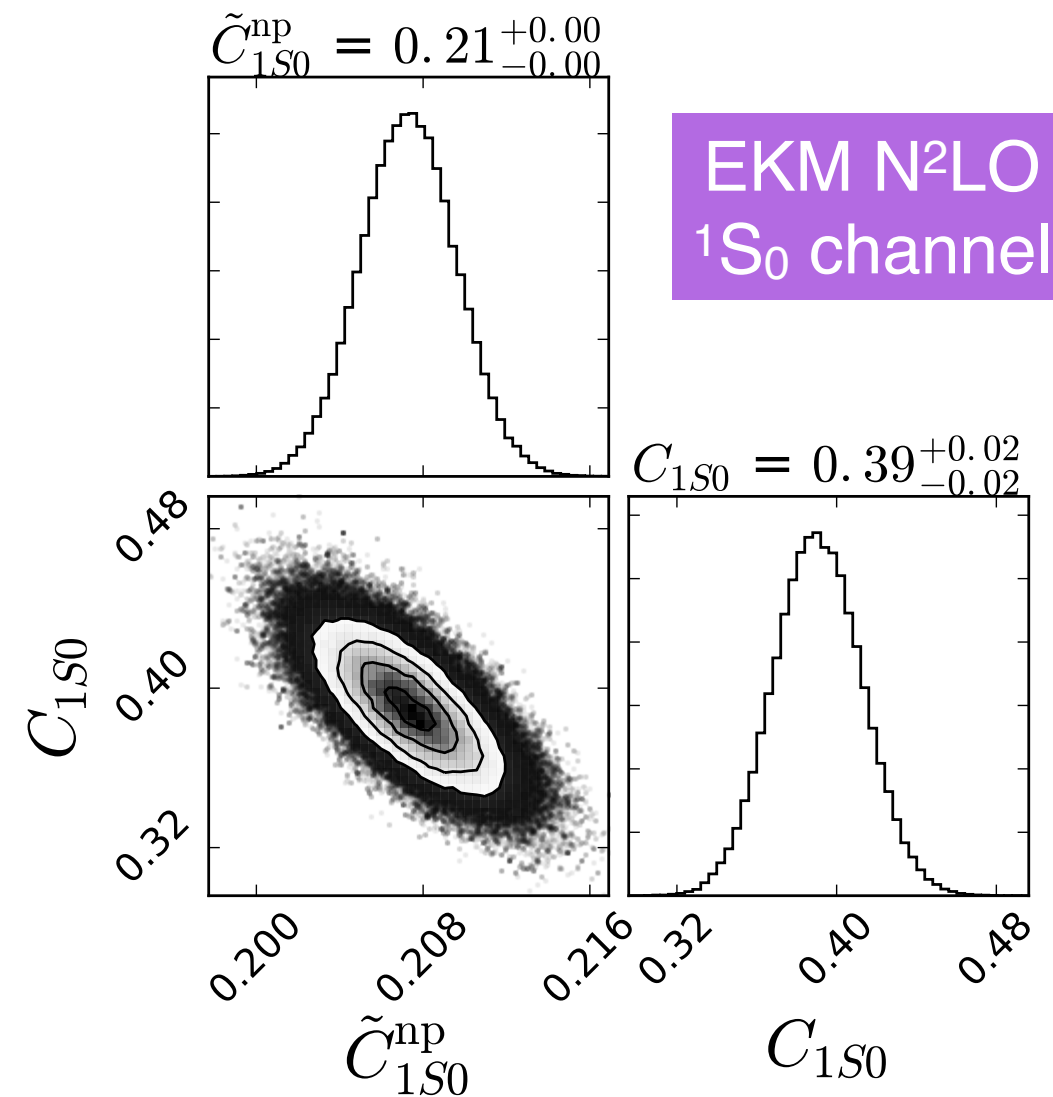 C̃^np_1S0 = 0.21^+0.00_−0.00
EKM N²LO
¹S₀ channel
C_1S0 = 0.39^+0.02_−0.02
0.48
0.40
0.32
C_1S0
0.200
0.208
0.216
0.32
0.40
0.48
C̃^np_1S0
C_1S0